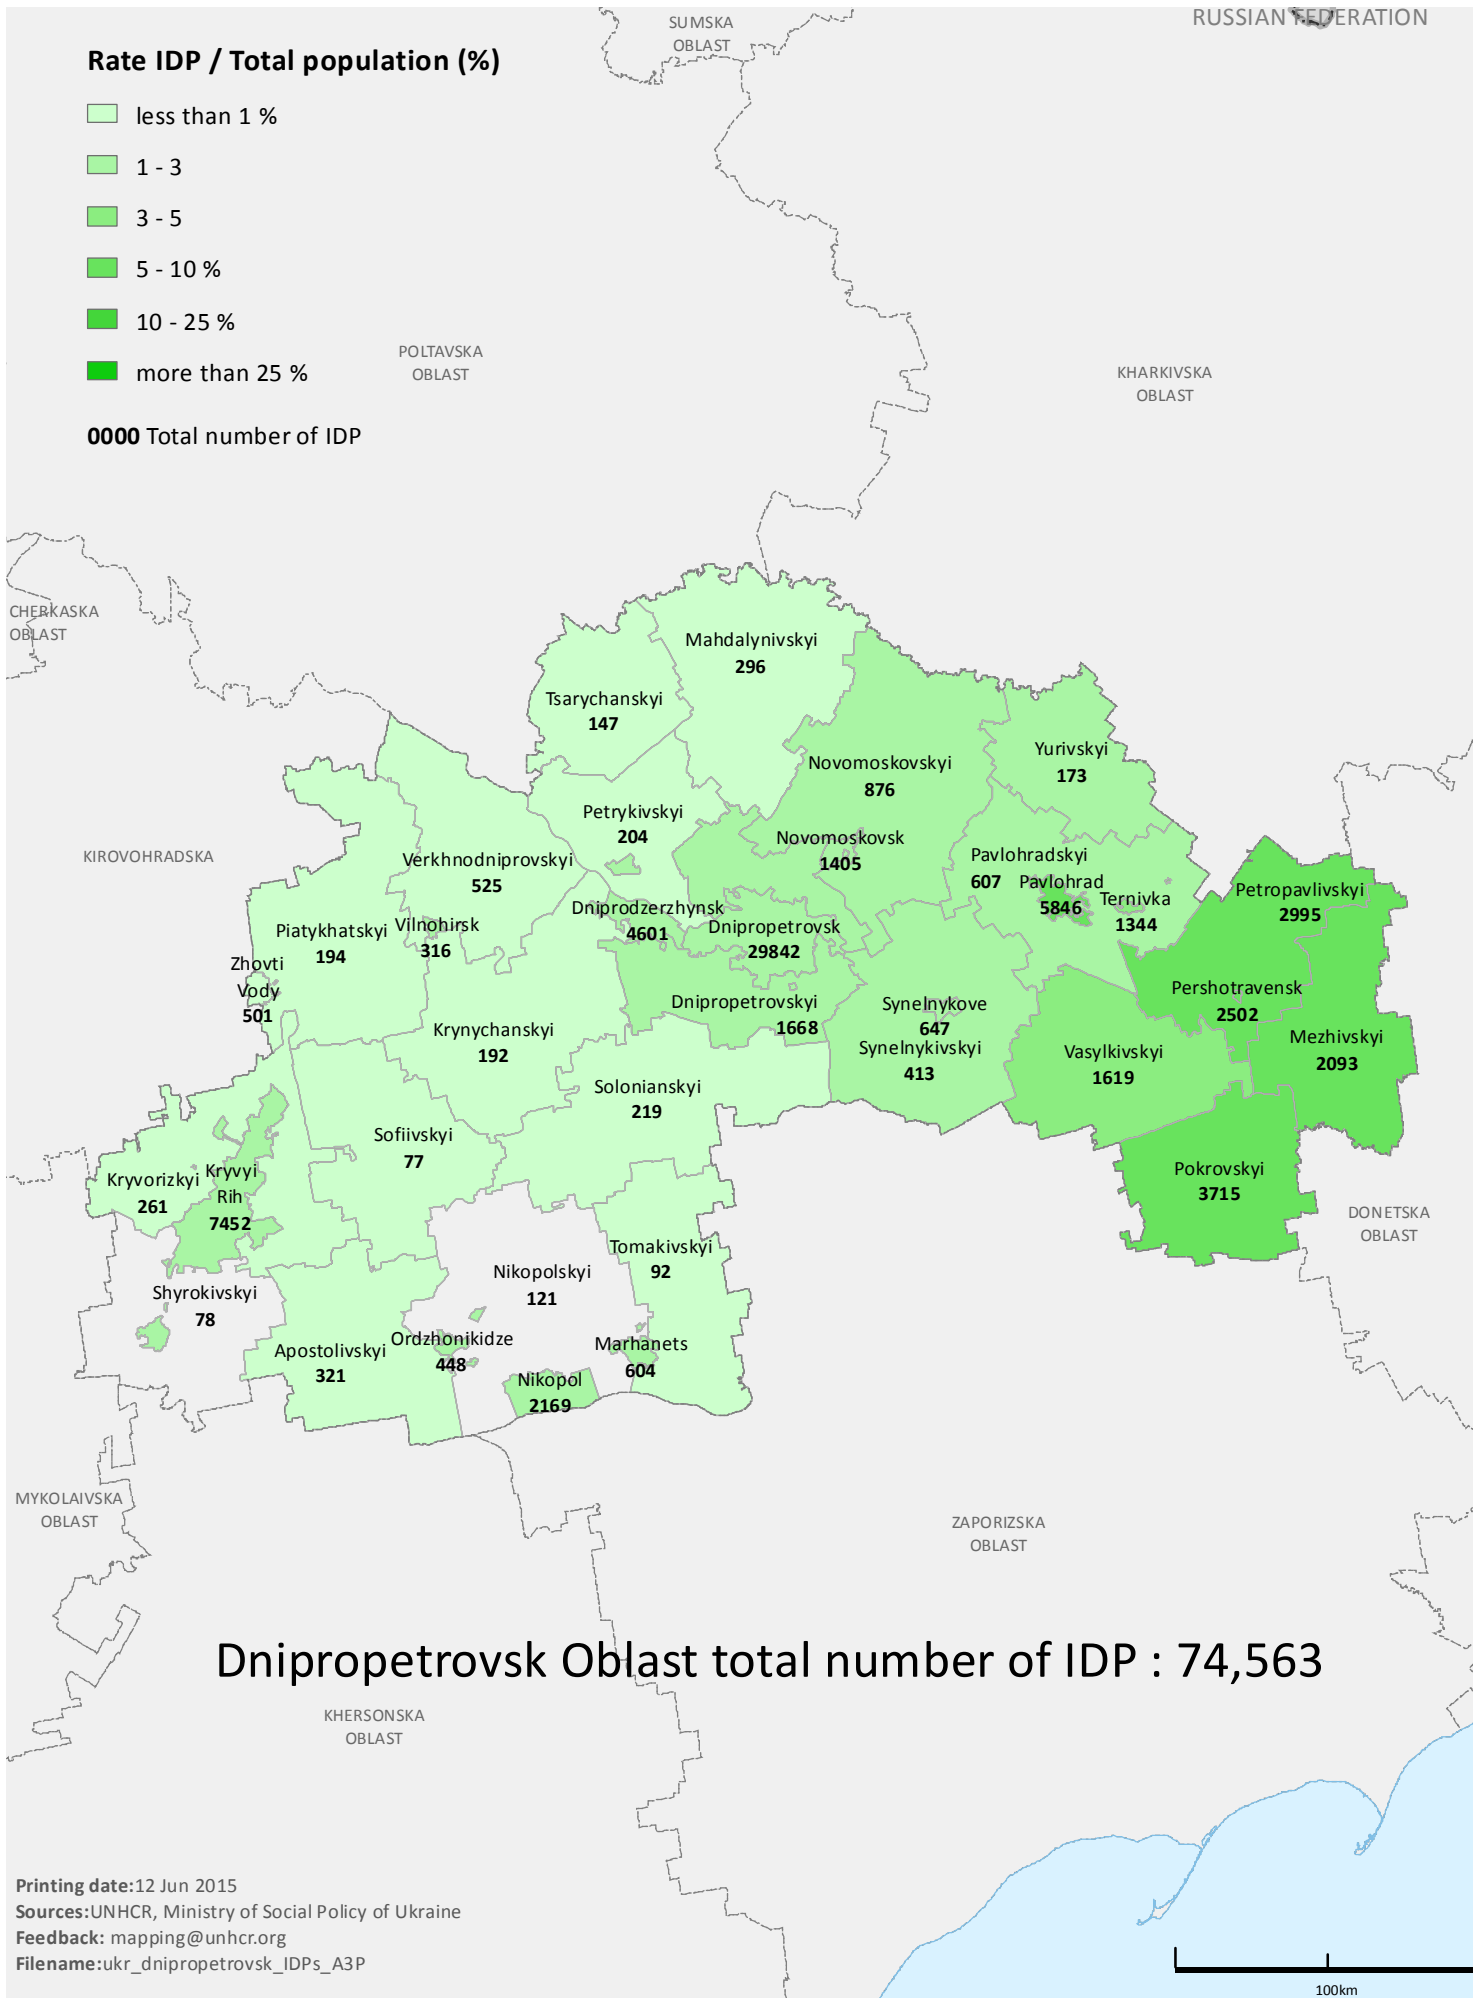 RUSSIAN FEDERATION
SUMSKA
OBLAST
Rate IDP / Total population (%)
less than 1 %
1 - 3
3 - 5
5 - 10 %
10 - 25 %
more than 25 %
0000 Total number of IDP
POLTAVSKA
OBLAST
KHARKIVSKA
OBLAST
CHERKASKA
OBLAST
KIROVOHRADSKA
Mahdalynivskyi
296
Tsarychanskyi
147
Novomoskovskyi
876
Yurivskyi
173
Petrykivskyi
204
Novomoskovsk
1405
Verkhnodniprovskyi
525
Pavlohradskyi
607
Pavlohrad
5846
Ternivka
1344
Petropavlivskyi
2995
Dniprodzerzhynsk
4601
Dnipropetrovsk
29842
Vilnohirsk
316
Piatykhatskyi
194
Zhovti
Vody
501
Pershotravensk
2502
Dnipropetrovskyi
1668
Synelnykove
647
Synelnykivskyi
413
Krynychanskyi
192
Mezhivskyi
2093
Vasylkivskyi
1619
Solonianskyi
219
Sofiivskyi
77
Kryvorizkyi
261
Kryvyi
Rih
7452
Pokrovskyi
3715
DONETSKA
OBLAST
Tomakivskyi
92
Nikopolskyi
121
Shyrokivskyi
78
Ordzhonikidze
448
Marhanets
604
Apostolivskyi
321
Nikopol
2169
MYKOLAIVSKA
OBLAST
ZAPORIZSKA
OBLAST
Dnipropetrovsk Oblast total number of IDP : 74,563
KHERSONSKA
OBLAST
Printing date:12 Jun 2015
Sources:UNHCR, Ministry of Social Policy of Ukraine
Feedback: mapping@unhcr.org
Filename:ukr_dnipropetrovsk_IDPs_A3P
100km